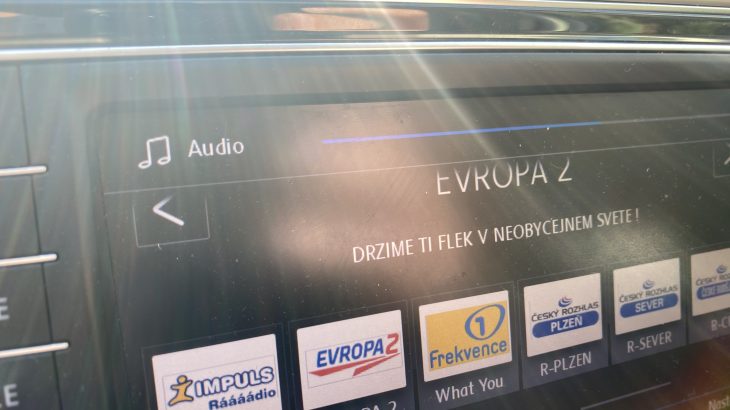 Audio
EVROPA 2
DRZIME TI FLEK V NEOBYCEJNEM SVETE !
IMPULS
Ráááádio
EVROPA2
1
Frekvence
What You
ČESKÝ ROZHLAS
PLZEŇ
R-PLZEN
ČESKÝ ROZHLAS
SEVER
R-SEVER